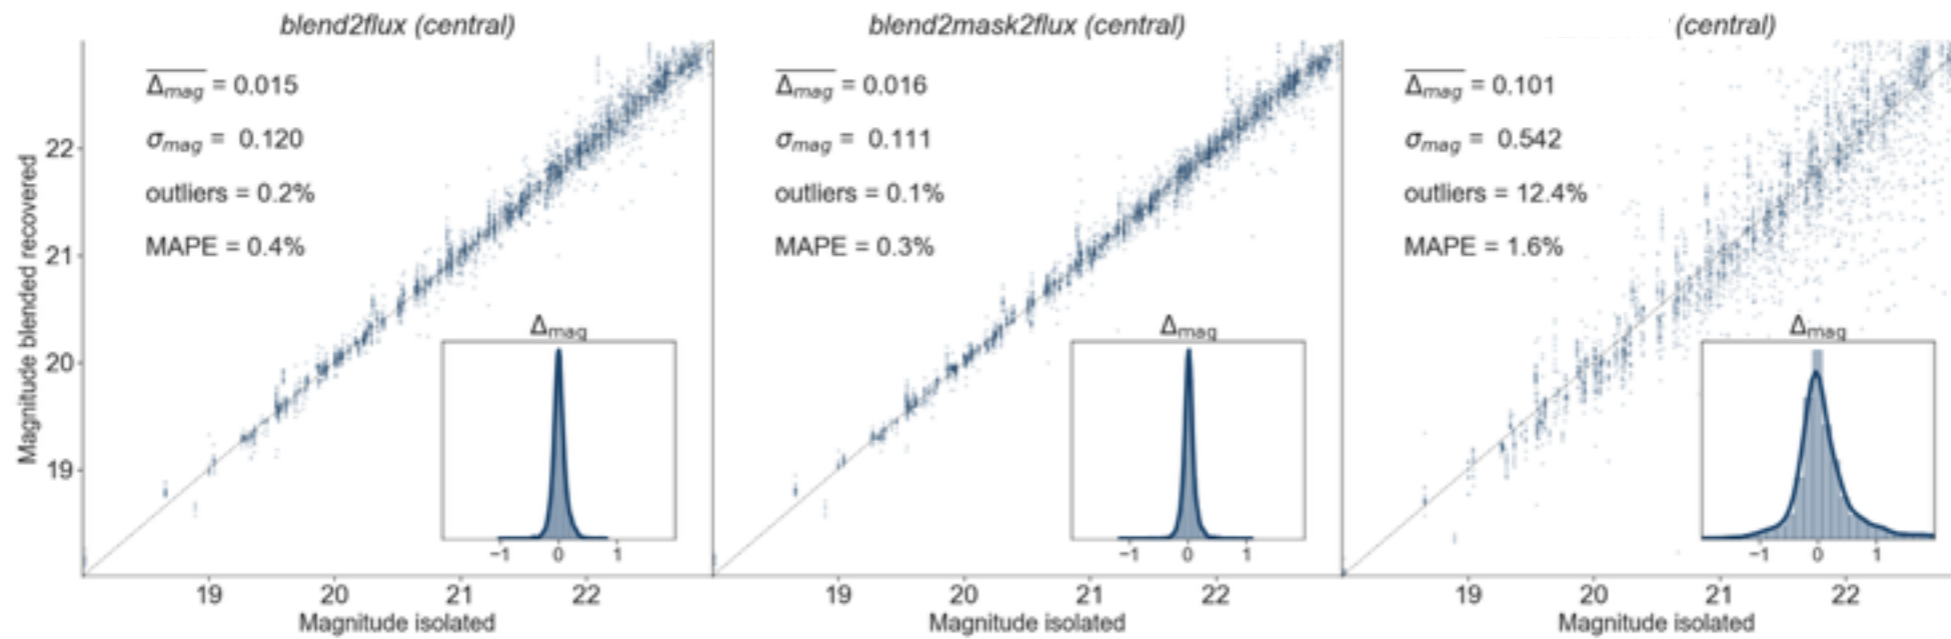 blend2flux (central)
blend2mask2flux (central)
(central)
Δmag = 0.015
σmag = 0.120
outliers = 0.2%
MAPE = 0.4%
Δmag = 0.016
σmag = 0.111
outliers = 0.1%
MAPE = 0.3%
Δmag = 0.101
σmag = 0.542
outliers = 12.4%
MAPE = 1.6%
Magnitude blended recovered
22
21
20
19
Δmag
−1 0 1
Δmag
−1 0 1
Δmag
−1 0 1
19 20 21 22
19 20 21 22
19 20 21 22
Magnitude isolated
Magnitude isolated
Magnitude isolated